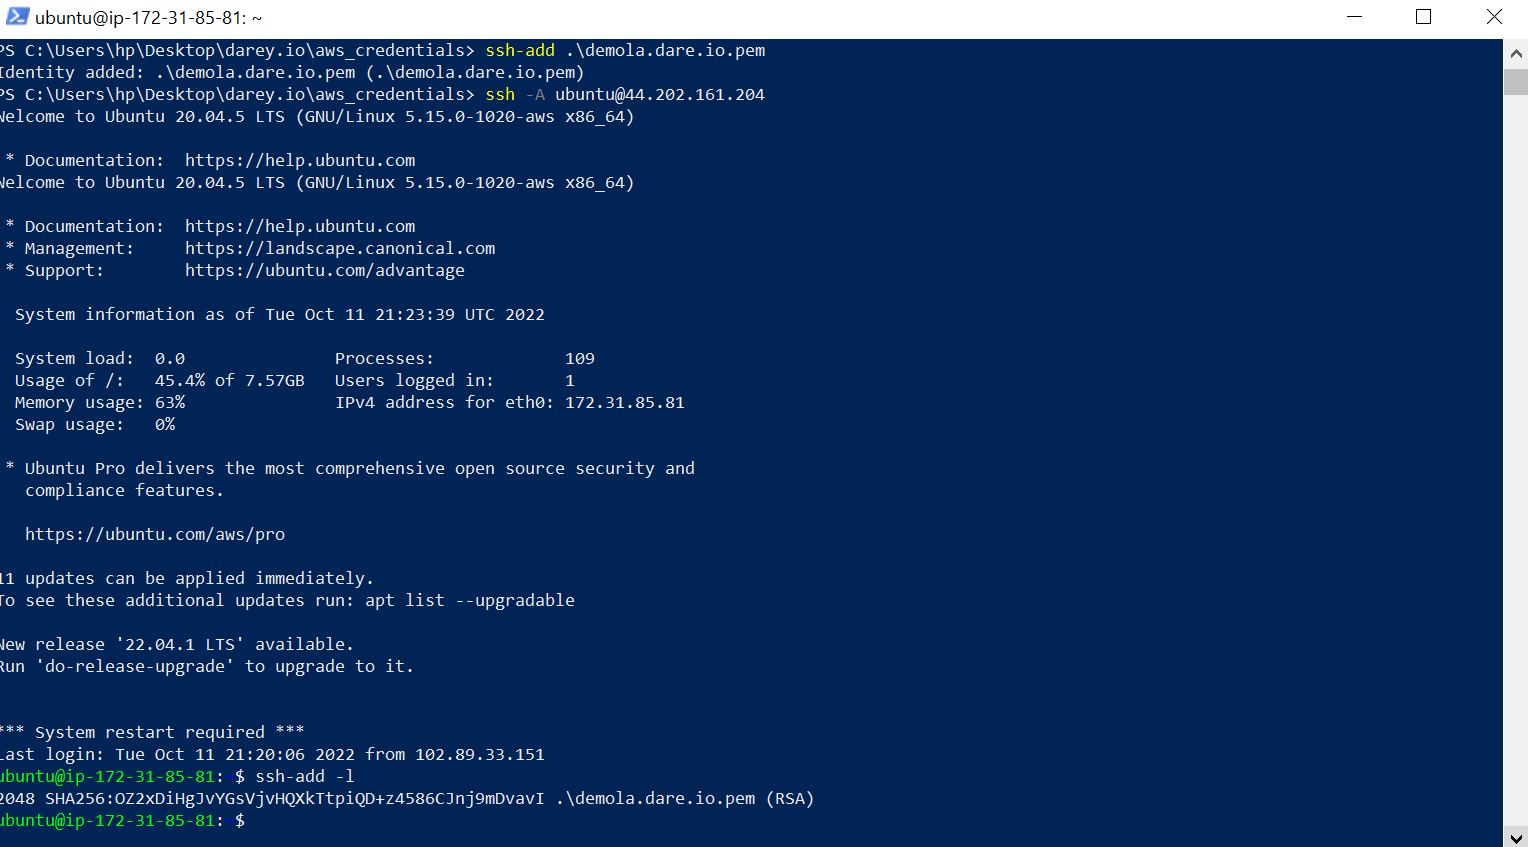 ubuntu@ip-172-31-85-81: ~
PS C:\Users\hp\Desktop\darey.io\aws_credentials> ssh-add .\demola.dare.io.pem
Identity added: .\demola.dare.io.pem (.\demola.dare.io.pem)
PS C:\Users\hp\Desktop\darey.io\aws_credentials> ssh -A ubuntu@44.202.161.204
Welcome to Ubuntu 20.04.5 LTS (GNU/Linux 5.15.0-1020-aws x86_64)
* Documentation:  https://help.ubuntu.com
Welcome to Ubuntu 20.04.5 LTS (GNU/Linux 5.15.0-1020-aws x86_64)
* Documentation:  https://help.ubuntu.com
* Management:     https://landscape.canonical.com
* Support:        https://ubuntu.com/advantage
System information as of Tue Oct 11 21:23:39 UTC 2022
System load:  0.0               Processes:             109
Usage of /:   45.4% of 7.57GB   Users logged in:       1
Memory usage: 63%               IPv4 address for eth0: 172.31.85.81
Swap usage:   0%
* Ubuntu Pro delivers the most comprehensive open source security and
compliance features.
https://ubuntu.com/aws/pro
11 updates can be applied immediately.
To see these additional updates run: apt list --upgradable
New release '22.04.1 LTS' available.
Run 'do-release-upgrade' to upgrade to it.
*** System restart required ***
Last login: Tue Oct 11 21:20:06 2022 from 102.89.33.151
ubuntu@ip-172-31-85-81:~$ ssh-add -l
2048 SHA256:OZ2xDiHgJvYGsVjvHQXkTtpiQD+z4586CJnj9mDvavI .\demola.dare.io.pem (RSA)
ubuntu@ip-172-31-85-81:~$